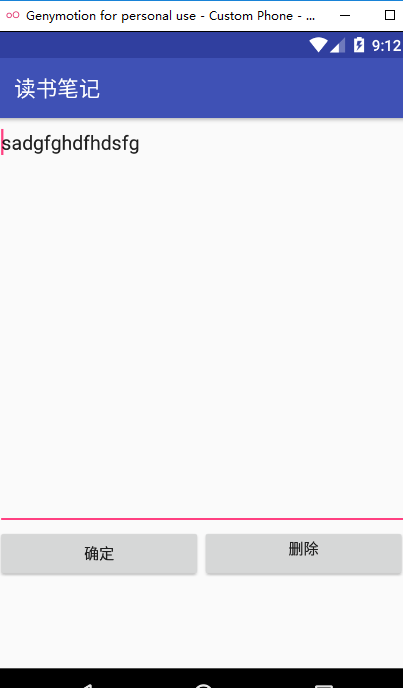 Genymotion for personal use - Custom Phone - ...
9:12
读书笔记
sadgfghdfhdsfg
确定
删除